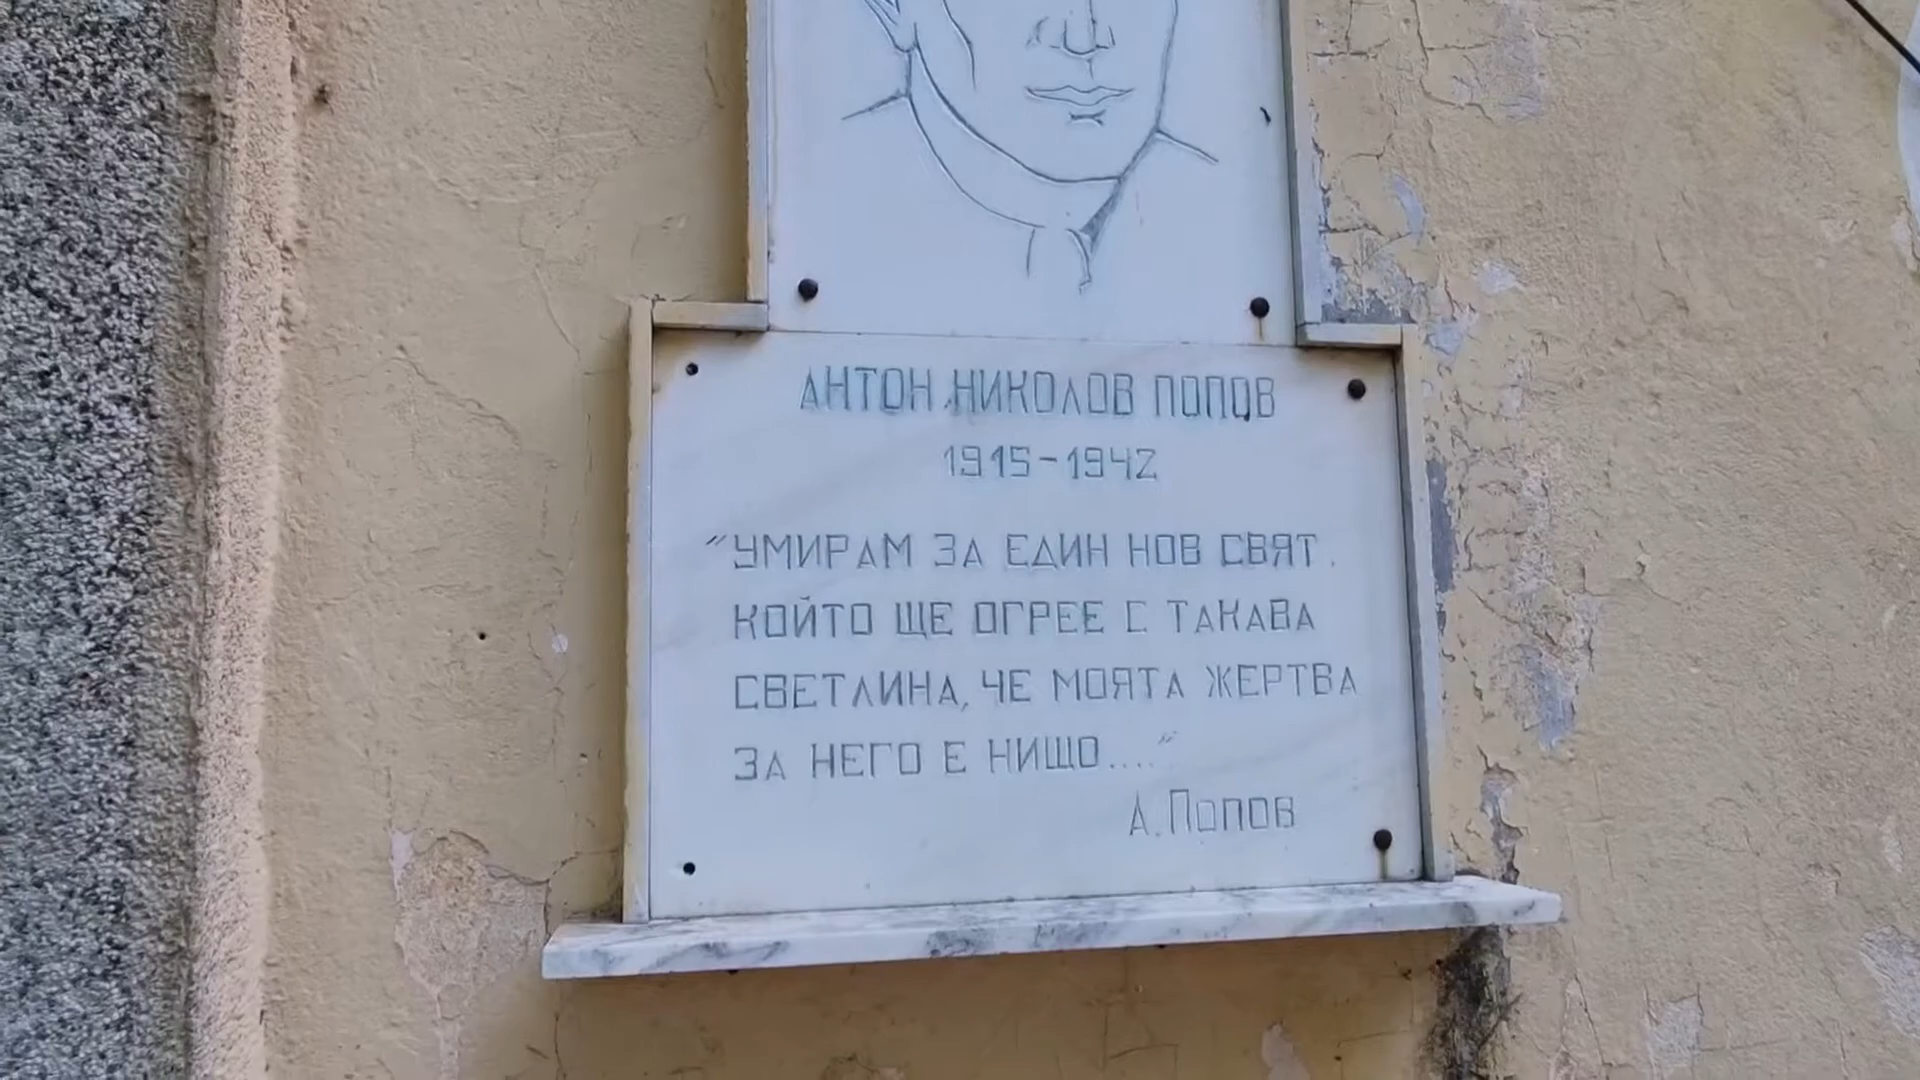 АНТОН НИКОЛОВ ПОПОВ
1915-1942
"УМИРАМ ЗА ЕДИН НОВ СВЯТ,
КОЙТО ЩЕ ОГРЕЕ С ТАКАВА
СВЕТЛИНА, ЧЕ МОЯТА ЖЕРТВА
ЗА НЕГО Е НИЩО...."
А. Попов